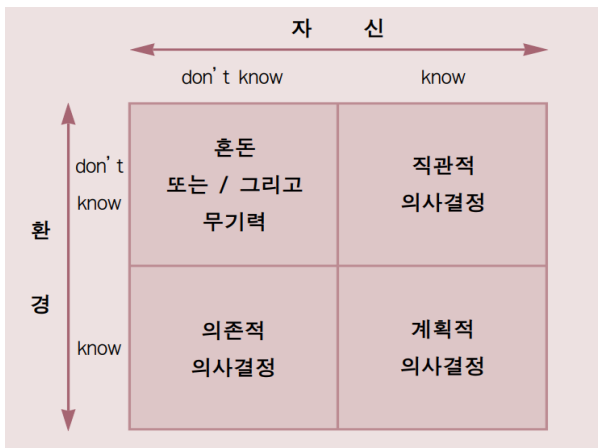 자 신
don't know know
혼돈
또는 / 그리고
무기력
직관적
의사결정
don't
know
환
경
의존적
의사결정
계획적
의사결정
know